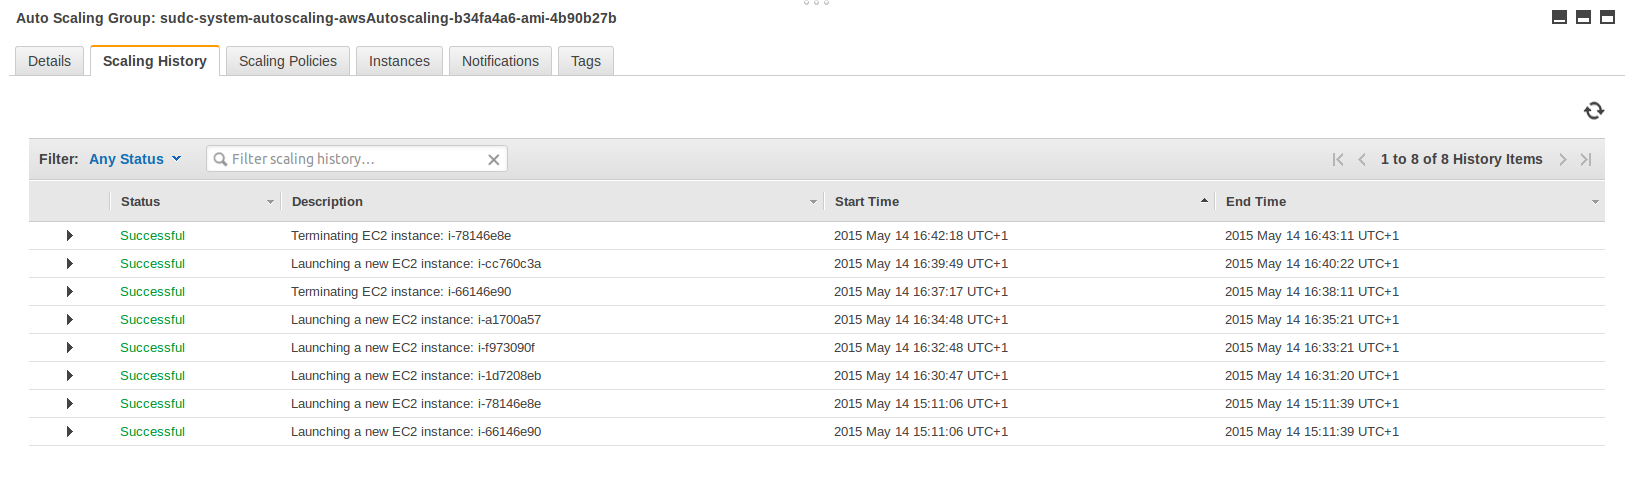 Auto Scaling Group: sudc-system-autoscaling-awsAutoscaling-b34fa4a6-ami-4b90b27b
Details Scaling History Scaling Policies Instances Notifications Tags
Filter: Any Status Filter scaling history... 1 to 8 of 8 History Items
Status Description Start Time End Time
Successful Terminating EC2 instance: i-78146e8e 2015 May 14 16:42:18 UTC+1 2015 May 14 16:43:11 UTC+1
Successful Launching a new EC2 instance: i-cc760c3a 2015 May 14 16:39:49 UTC+1 2015 May 14 16:40:22 UTC+1
Successful Terminating EC2 instance: i-66146e90 2015 May 14 16:37:17 UTC+1 2015 May 14 16:38:11 UTC+1
Successful Launching a new EC2 instance: i-a1700a57 2015 May 14 16:34:48 UTC+1 2015 May 14 16:35:21 UTC+1
Successful Launching a new EC2 instance: i-f973090f 2015 May 14 16:32:48 UTC+1 2015 May 14 16:33:21 UTC+1
Successful Launching a new EC2 instance: i-1d7208eb 2015 May 14 16:30:47 UTC+1 2015 May 14 16:31:20 UTC+1
Successful Launching a new EC2 instance: i-78146e8e 2015 May 14 15:11:06 UTC+1 2015 May 14 15:11:39 UTC+1
Successful Launching a new EC2 instance: i-66146e90 2015 May 14 15:11:06 UTC+1 2015 May 14 15:11:39 UTC+1